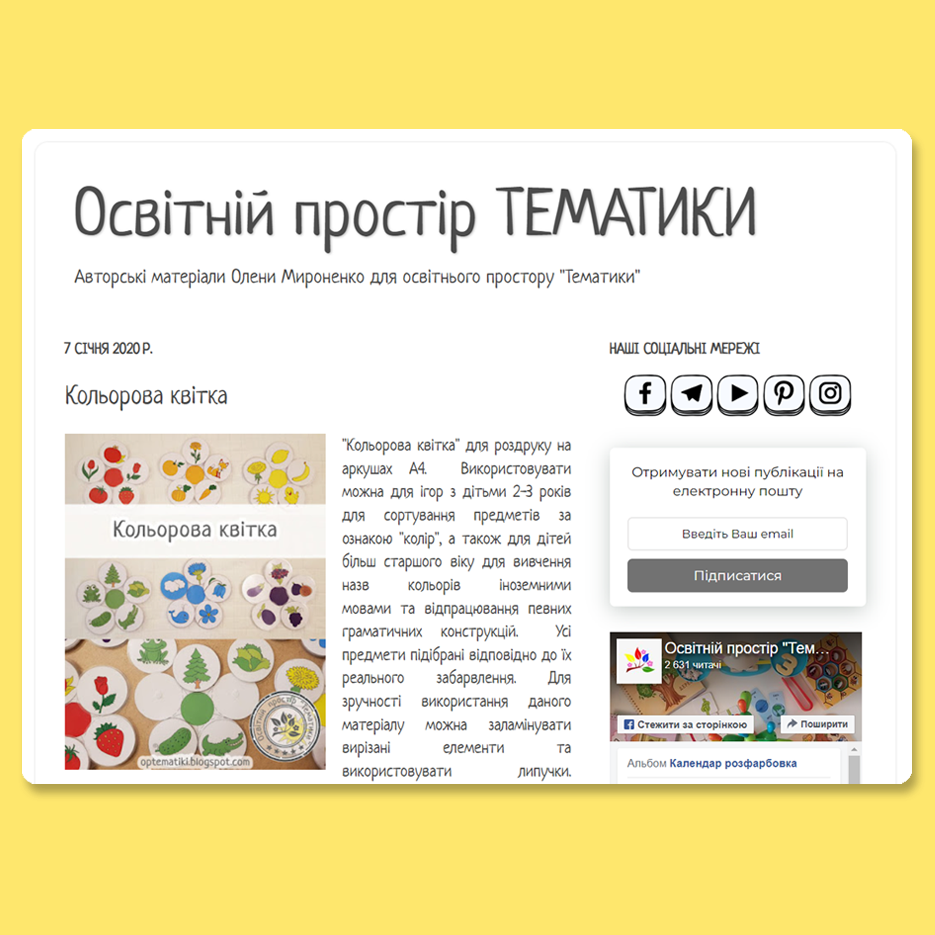 Освітній простір ТЕМАТИКИ
Авторські матеріали Олени Мироненко для освітнього простору "Тематики"
7 СІЧНЯ 2020 Р.
Кольорова квітка
Кольорова квітка
optematiki.blogspot.com
"Кольорова квітка" для роздруку на
аркушах А4. Використовувати
можна для ігор з дітьми 2–3 років
для сортування предметів за
ознакою "колір", а також для дітей
більш старшого віку для вивчення
назв кольорів іноземними
мовами та відпрацювання певних
граматичних конструкцій. Усі
предмети підібрані відповідно до їх
реального забарвлення. Для
зручності використання даного
матеріалу можна заламінувати
вирізані елементи та
використовувати липучки.
НАШІ СОЦІАЛЬНІ МЕРЕЖІ
Отримувати нові публікації на
електронну пошту
Введіть Ваш email
Підписатися
Освітній простір "Тем...
2 631 читачі
Стежити за сторінкою
Поширити
Альбом Календар розфарбовка